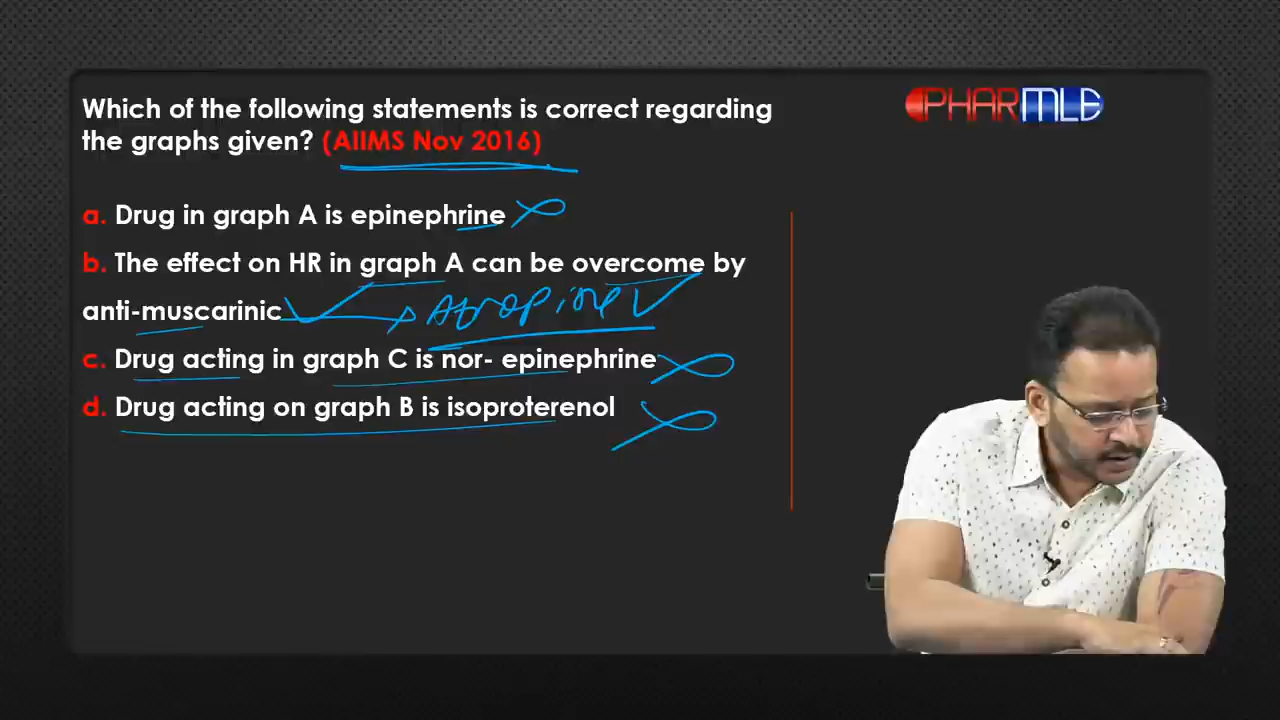 PHARMLE
Which of the following statements is correct regarding
the graphs given? (AIIMS Nov 2016)
a. Drug in graph A is epinephrine
b. The effect on HR in graph A can be overcome by
anti-muscarinic
Atropine
c. Drug acting in graph C is nor- epinephrine
d. Drug acting on graph B is isoproterenol